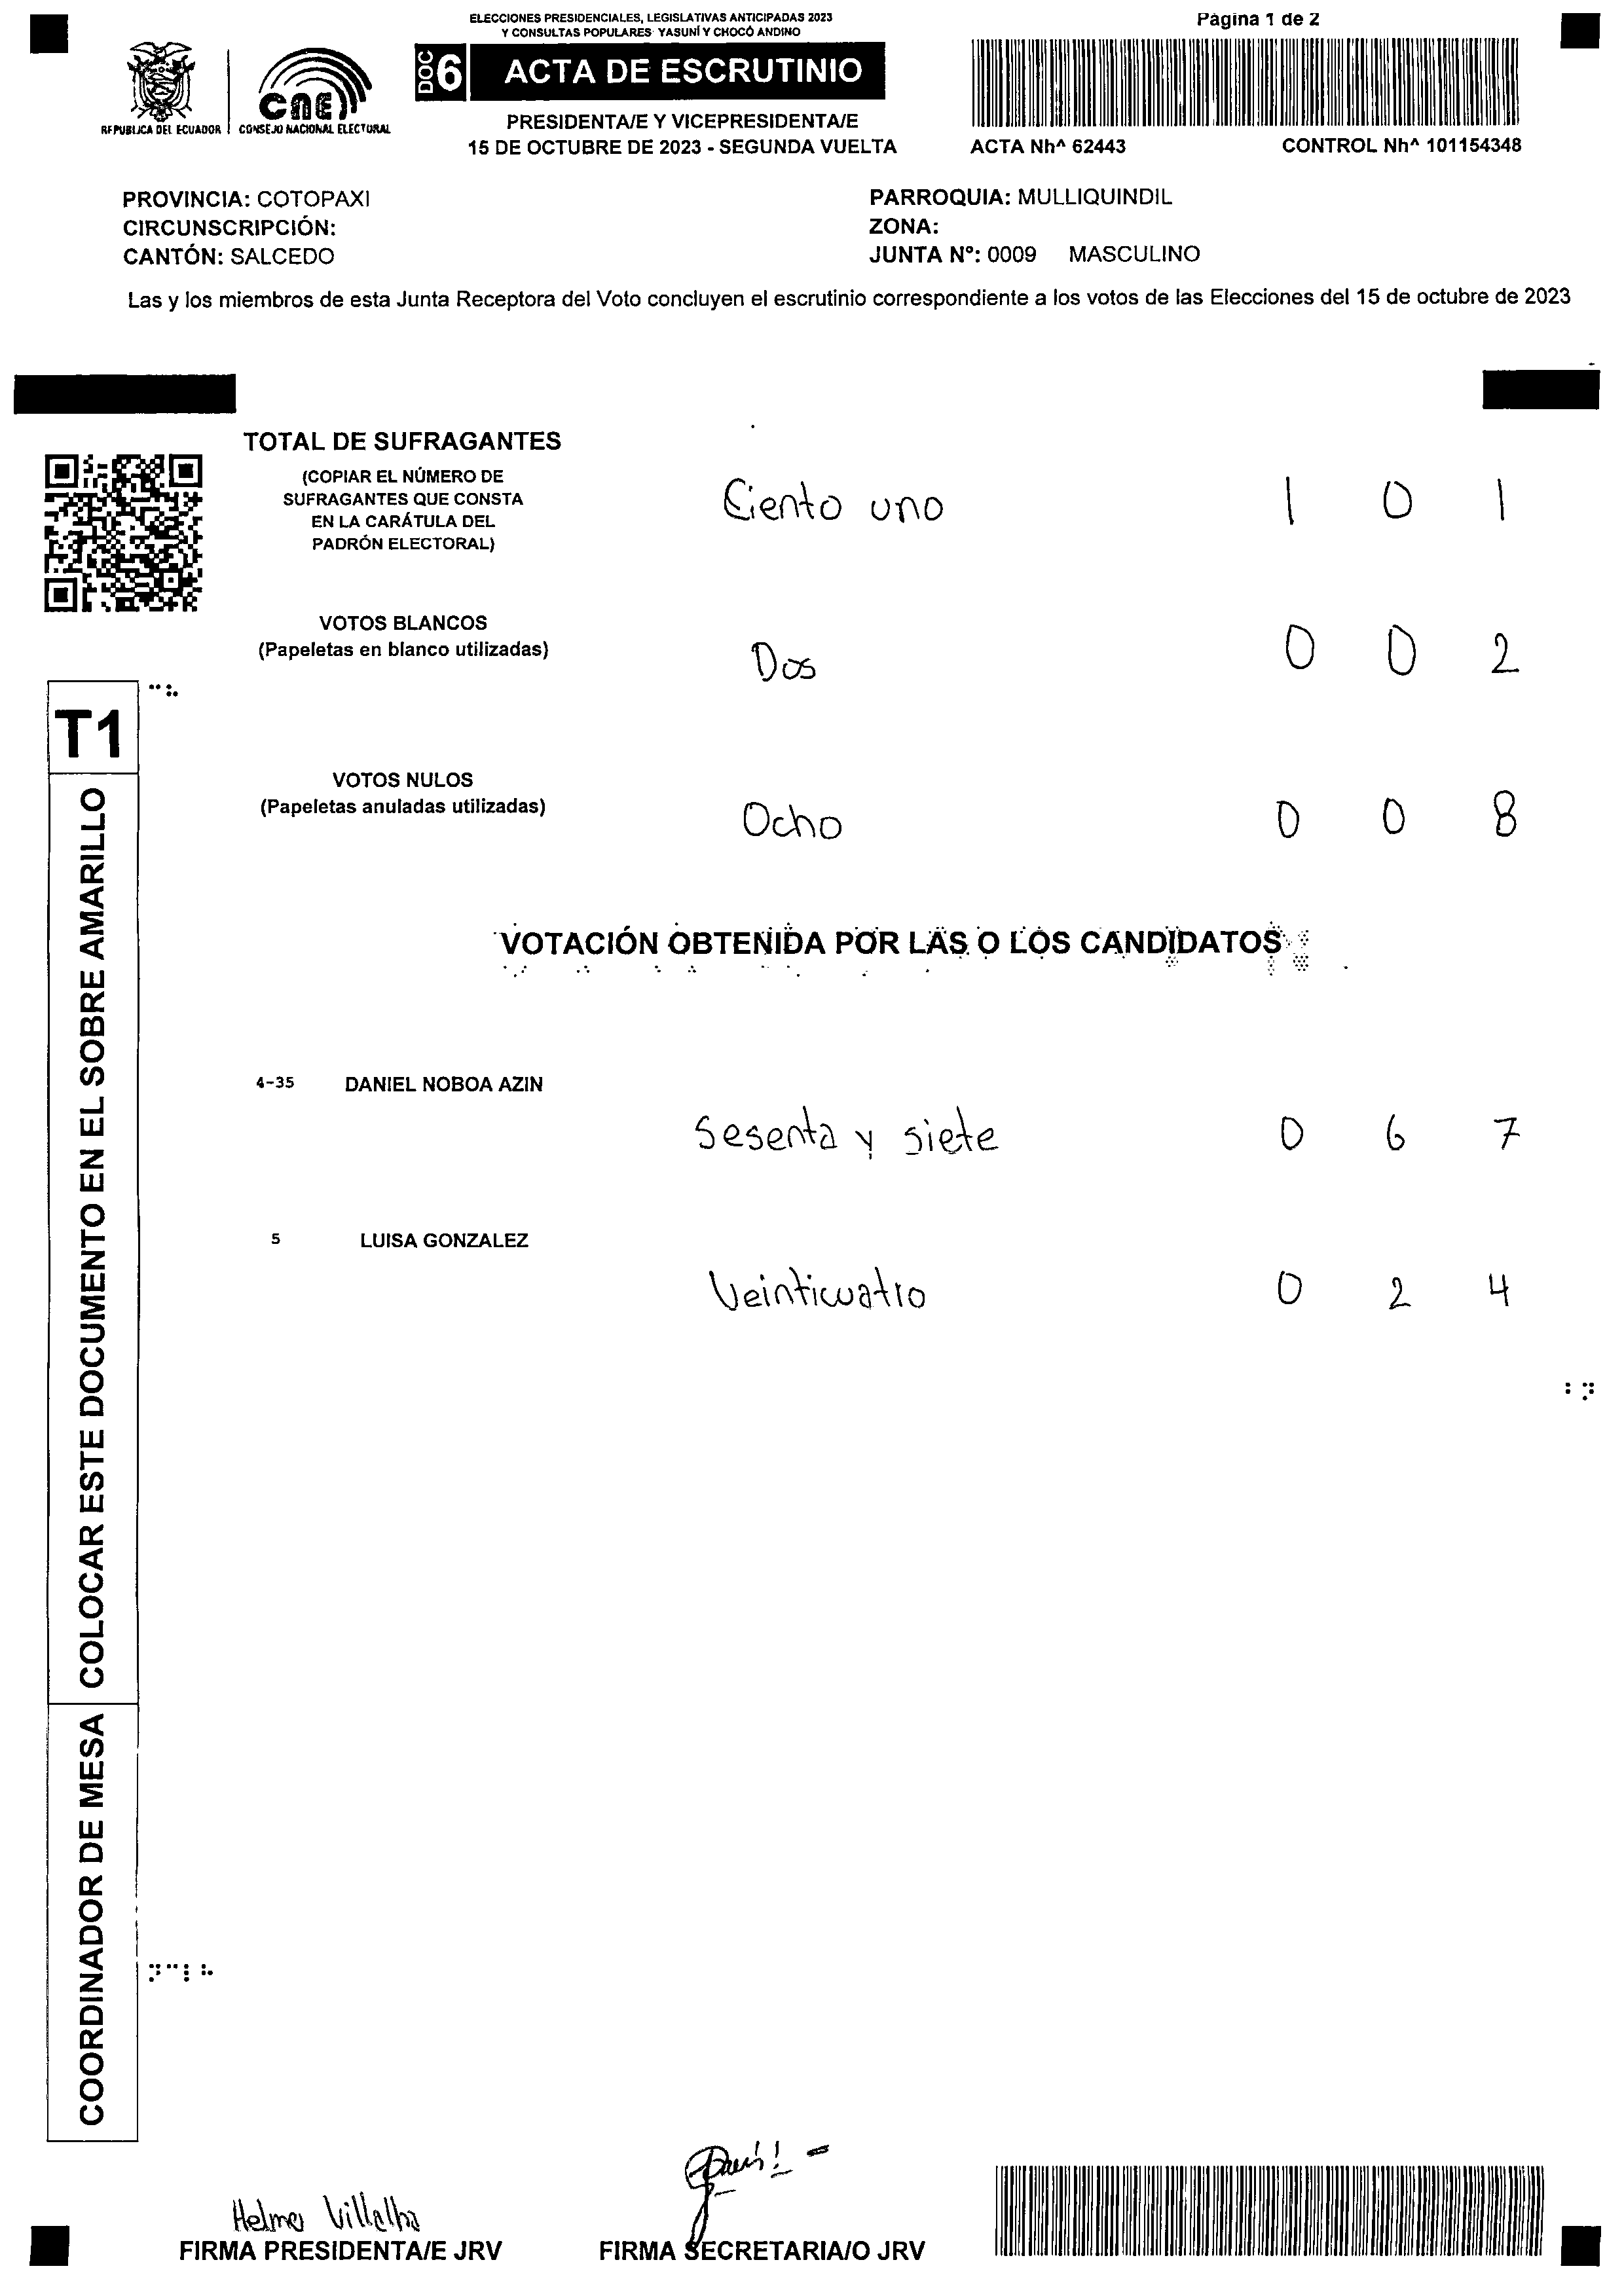 ELECCIONES PRESIDENCIALES, LEGISLATIVAS ANTICIPADAS 2023
Y CONSULTAS POPULARES YASUNÍ Y CHOCÓ ANDINO
Página 1 de 2
DOC 6 ACTA DE ESCRUTINIO
REPUBLICA DEL ECUADOR
CNE
CONSEJO NACIONAL ELECTORAL
PRESIDENTA/E Y VICEPRESIDENTA/E
15 DE OCTUBRE DE 2023 - SEGUNDA VUELTA
ACTA Nh^ 62443 CONTROL Nh^ 101154348
PROVINCIA: COTOPAXI
CIRCUNSCRIPCIÓN:
CANTÓN: SALCEDO
PARROQUIA: MULLIQUINDIL
ZONA:
JUNTA Nº: 0009 MASCULINO
Las y los miembros de esta Junta Receptora del Voto concluyen el escrutinio correspondiente a los votos de las Elecciones del 15 de octubre de 2023
TOTAL DE SUFRAGANTES
(COPIAR EL NÚMERO DE
SUFRAGANTES QUE CONSTA
EN LA CARÁTULA DEL
PADRÓN ELECTORAL)
Ciento uno 1 0 1
VOTOS BLANCOS
(Papeletas en blanco utilizadas)
Dos 0 0 2
VOTOS NULOS
(Papeletas anuladas utilizadas)
Ocho 0 0 8
VOTACIÓN OBTENIDA POR LAS O LOS CANDIDATOS
4-35 DANIEL NOBOA AZIN
Sesenta y siete 0 6 7
5 LUISA GONZALEZ
Veinticuatro 0 2 4
T1
COLOCAR ESTE DOCUMENTO EN EL SOBRE AMARILLO
COORDINADOR DE MESA
Helmer Villalba
FIRMA PRESIDENTA/E JRV
FIRMA SECRETARIA/O JRV